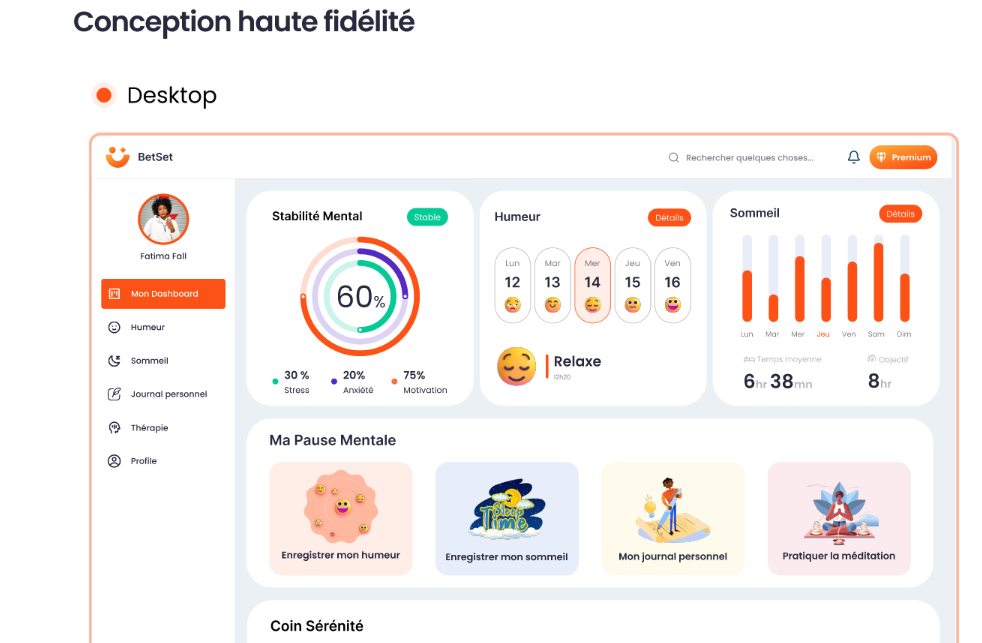 Conception haute fidélité
Desktop
BetSet
Rechercher quelques choses...
Premium
Fatima Fall
Mon Dashboard
Humeur
Sommeil
Journal personnel
Thérapie
Profile
Stabilité Mental
Stable
60%
30 % 20% 75%
Stress Anxiété Motivation
Humeur
Détails
Lun Mar Mer Jeu Ven
12 13 14 15 16
Relaxe
12h20
Sommeil
Détails
Lun Mar Mer Jeu Ven Sam Dim
Temps moyenne Objectif
6hr 38mn 8hr
Ma Pause Mentale
Sleep
Time
Enregistrer mon humeur
Enregistrer mon sommeil
Mon journal personnel
Pratiquer la méditation
Coin Sérénité